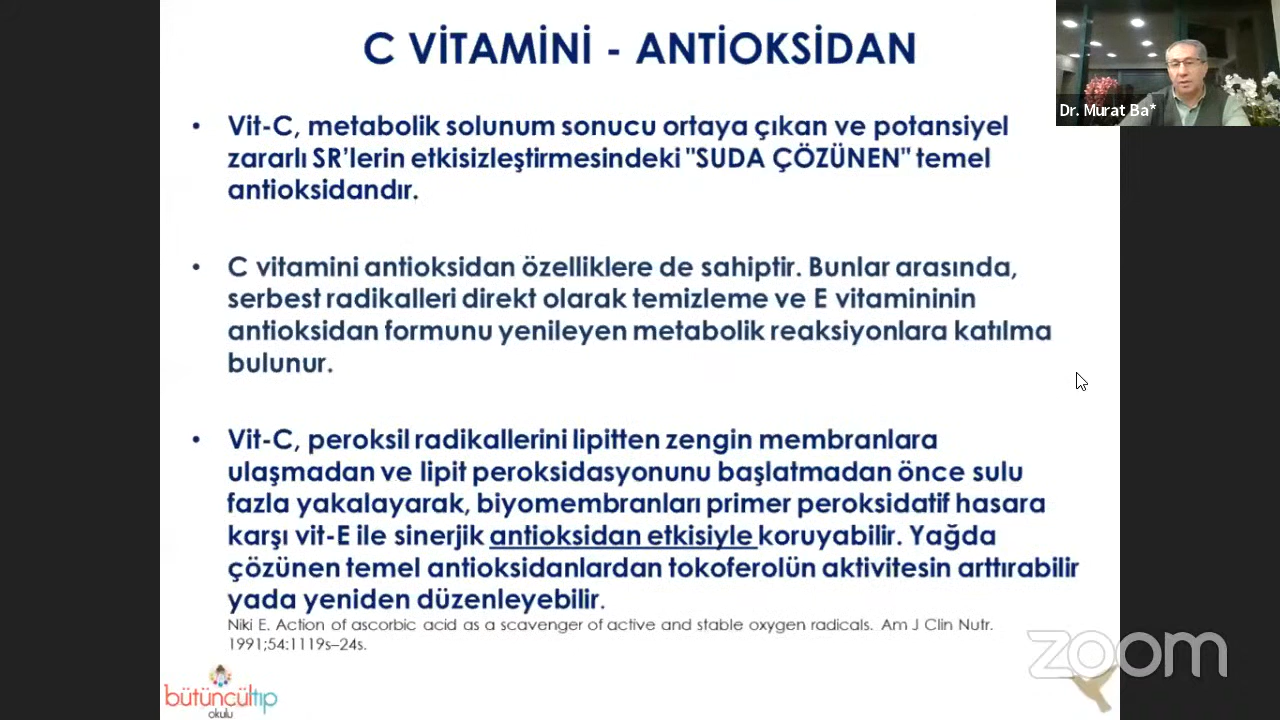 C VİTAMİNİ - ANTİOKSİDAN
Dr. Murat Ba*
• Vit-C, metabolik solunum sonucu ortaya çıkan ve potansiyel
zararlı SR’lerin etkisizleştirmesindeki "SUDA ÇÖZÜNEN" temel
antioksidandır.
• C vitamini antioksidan özelliklere de sahiptir. Bunlar arasında,
serbest radikalleri direkt olarak temizleme ve E vitamininin
antioksidan formunu yenileyen metabolik reaksiyonlara katılma
bulunur.
• Vit-C, peroksil radikallerini lipitten zengin membranlara
ulaşmadan ve lipit peroksidasyonunu başlatmadan önce sulu
fazla yakalayarak, biyomembranları primer peroksidatif hasara
karşı vit-E ile sinerjik antioksidan etkisiyle koruyabilir. Yağda
çözünen temel antioksidanlardan tokoferolün aktivitesin arttırabilir
yada yeniden düzenleyebilir.
Niki E. Action of ascorbic acid as a scavenger of active and stable oxygen radicals. Am J Clin Nutr.
1991;54:1119s–24s.
zoom
bütüncültıp
okulu